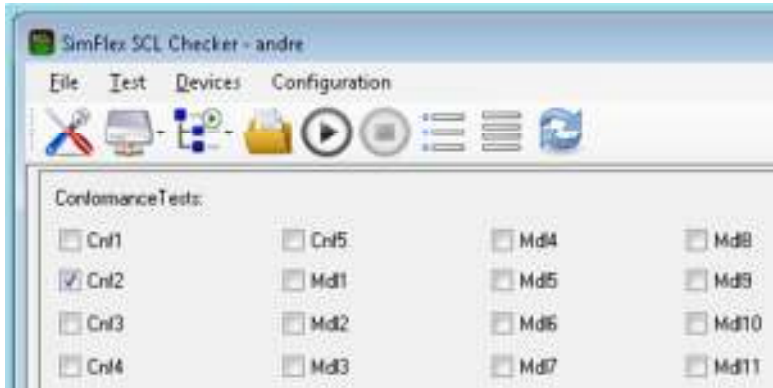 SimFlex SCL Checker - andre
File Test Devices Configuration
ConformanceTests:
Cnf1 Cnf5 Mdl4 Mdl8
Cnf2 Mdl1 Mdl5 Mdl9
Cnf3 Mdl2 Mdl6 Mdl10
Cnf4 Mdl3 Mdl7 Mdl11